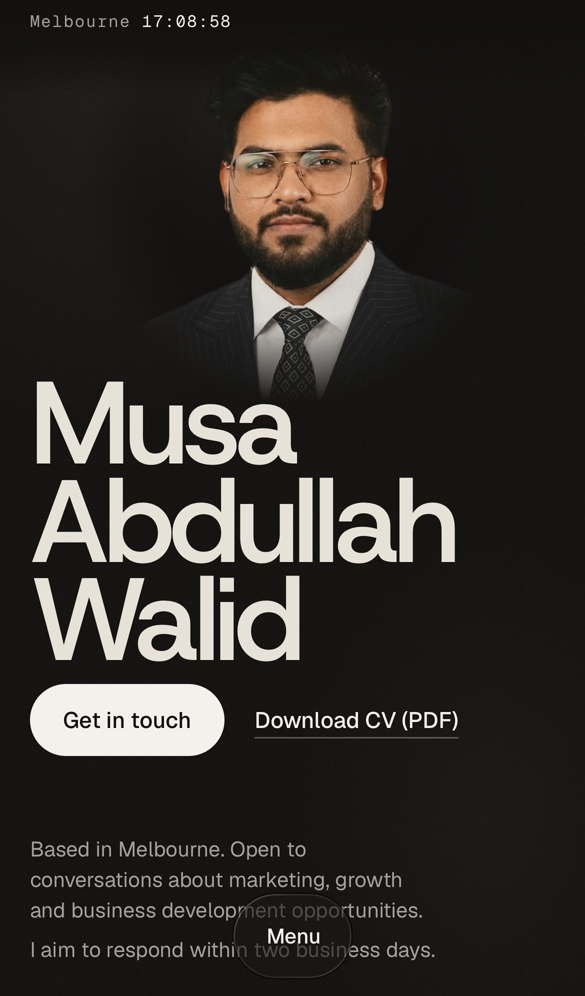 Melbourne 17:08:58
Musa
Abdullah
Walid
Get in touch
Download CV (PDF)
Based in Melbourne. Open to
conversations about marketing, growth
and business development opportunities.
I aim to respond within two business days.
Menu